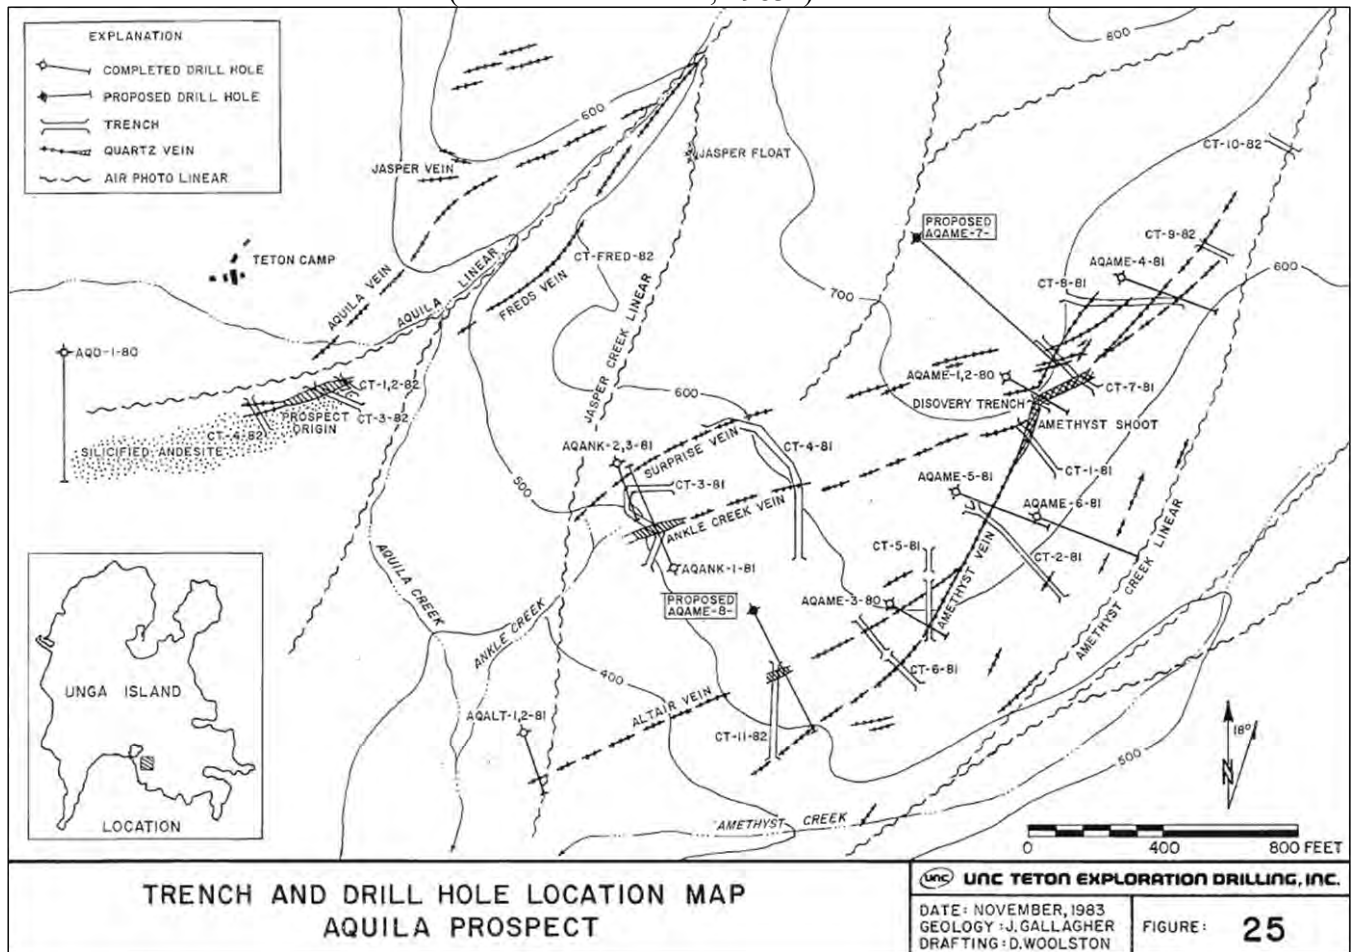 EXPLANATION
COMPLETED DRILL HOLE
PROPOSED DRILL HOLE
TRENCH
QUARTZ VEIN
AIR PHOTO LINEAR
800
600
CT-10-82
JASPER VEIN
JASPER FLOAT
PROPOSED
AQAME-7-
CT-9-82
TETON CAMP
CT-FRED-82
AQAME-4-81
600
AQUILA VEIN
AQUILA LINEAR
FREDS VEIN
CT-8-81
700
JASPER CREEK LINEAR
AQD-1-80
CT-1,2-82
AQAME-1,2-80
CT-7-81
600
DISOVERY TRENCH
PROSPECT
ORIGIN
CT-3-82
CT-4-82
AMETHYST SHOOT
SILICIFIED ANDESITE
AQANK-2,3-81
SURPRISE VEIN
CT-4-81
CT-1-81
500
CT-3-81
AQAME-5-81
ANKLE CREEK VEIN
AQAME-6-81
AMETHYST CREEK LINEAR
CT-5-81
CT-2-81
AQUILA CREEK
AQANK-1-81
AMETHYST VEIN
PROPOSED
AQAME-8-
AQAME-3-80
ANKLE CREEK
CT-6-81
400
UNGA ISLAND
ALTAIR VEIN
AQALT-1,2-81
CT-11-82
18°
N
500
LOCATION
AMETHYST CREEK
0 400 800 FEET
TRENCH AND DRILL HOLE LOCATION MAP
AQUILA PROSPECT
unc UNC TETON EXPLORATION DRILLING, INC.
DATE: NOVEMBER, 1983
GEOLOGY: J. GALLAGHER
DRAFTING: D. WOOLSTON
FIGURE: 25